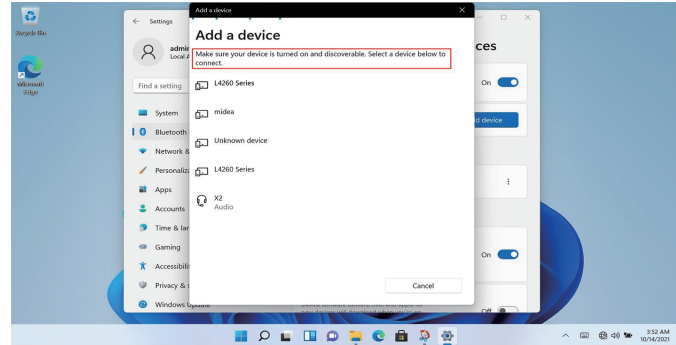 Recycle Bin
Microsoft
Edge
Settings
admin
Local A
Find a setting
System
Bluetooth
Network &
Personaliza
Apps
Accounts
Time & lan
Gaming
Accessibili
Privacy & s
Windows Update
Add a device
Add a device
Make sure your device is turned on and discoverable. Select a device below to
connect.
L4260 Series
midea
Unknown device
L4260 Series
X2
Audio
Cancel
ces
On
d device
On
Off
3:52 AM
10/14/2021